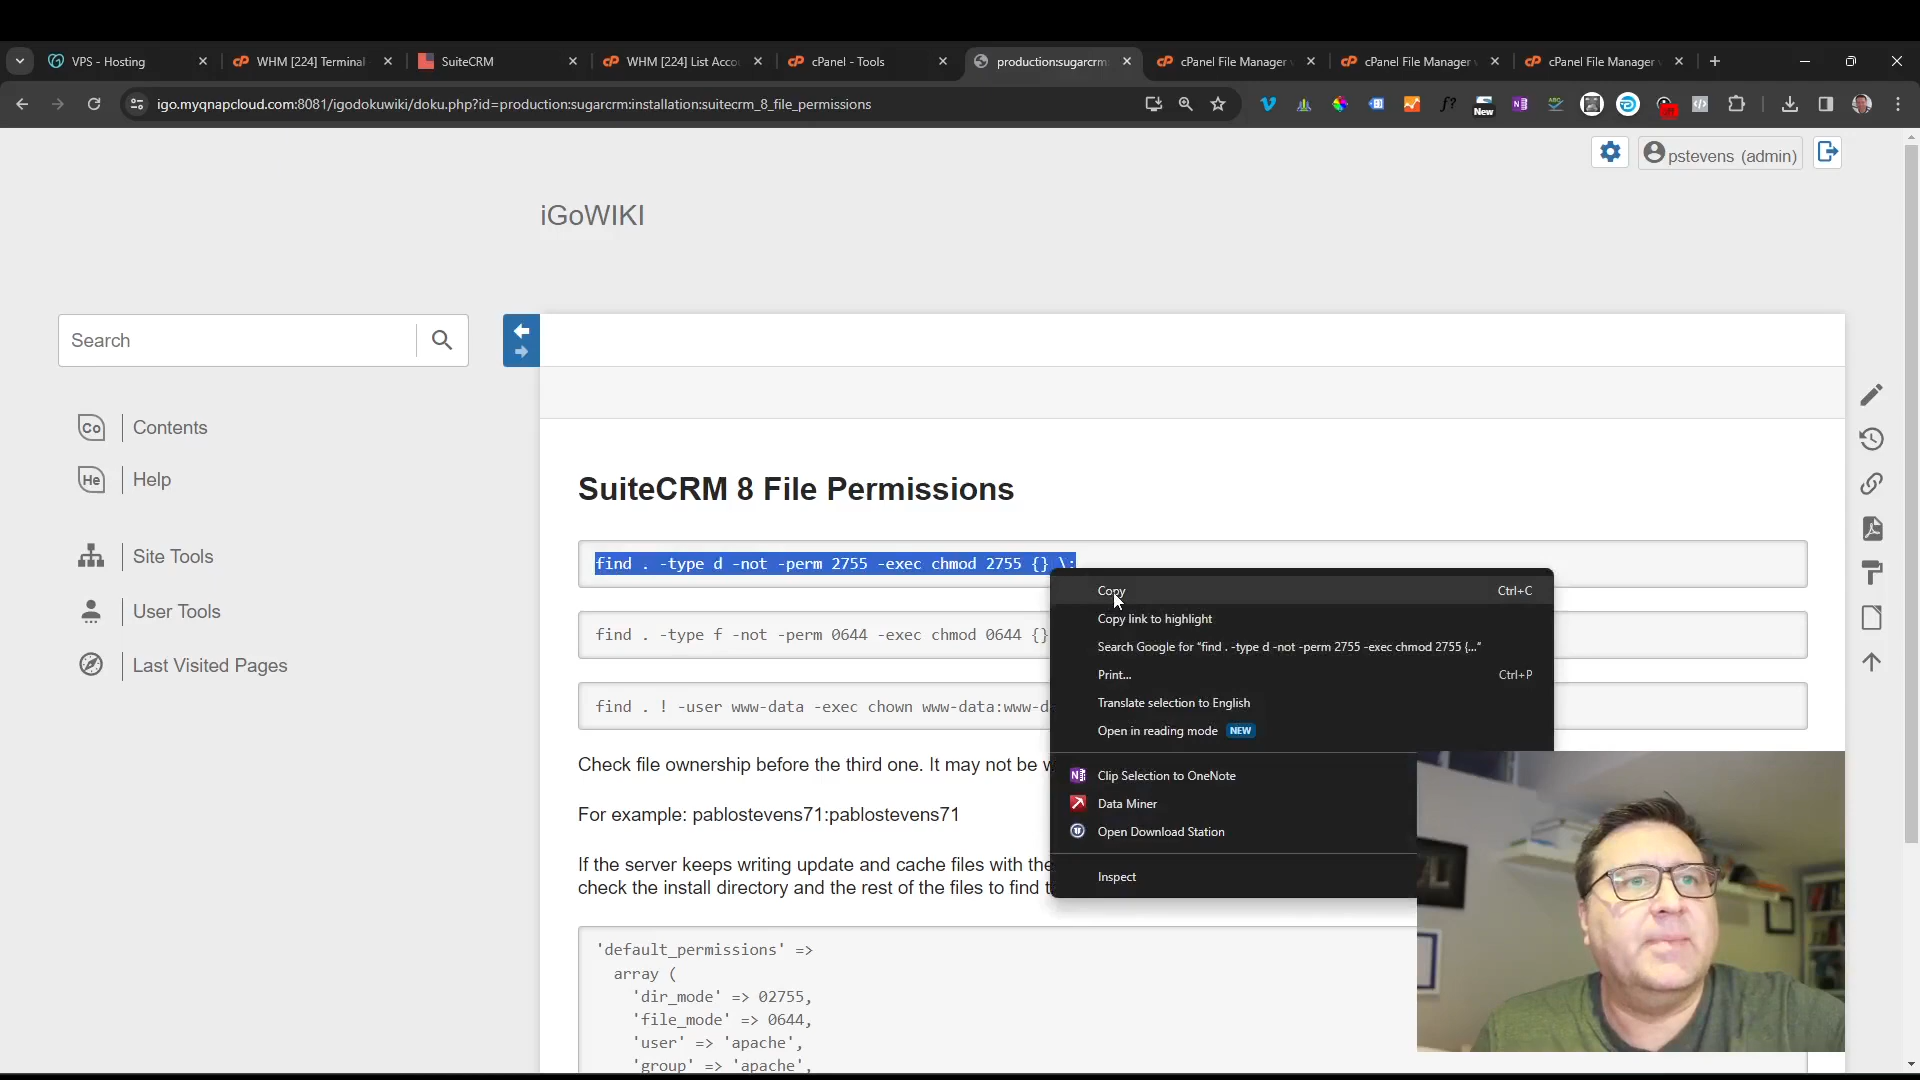 VPS - Hosting
WHM [224] Terminal
SuiteCRM
WHM [224] List Acco
cPanel - Tools
production:sugarcrm:
cPanel File Manager v
cPanel File Manager v
cPanel File Manager v
igo.myqnapcloud.com:8081/igodokuwiki/doku.php?id=production:sugarcrm:installation:suitecrm_8_file_permissions
New
pstevens (admin)
iGoWIKI
Search
Co Contents
He Help
Site Tools
User Tools
Last Visited Pages
SuiteCRM 8 File Permissions
find . -type d -not -perm 2755 -exec chmod 2755 {} \;
find . -type f -not -perm 0644 -exec chmod 0644 {}
find . ! -user www-data -exec chown www-data:www-d
Check file ownership before the third one. It may not be w
For example: pablostevens71:pablostevens71
If the server keeps writing update and cache files with the
check the install directory and the rest of the files to find t
'default_permissions' =>
array (
'dir_mode' => 02755,
'file_mode' => 0644,
'user' => 'apache',
'group' => 'apache',
Copy Ctrl+C
Copy link to highlight
Search Google for “find . -type d -not -perm 2755 -exec chmod 2755 {...”
Print... Ctrl+P
Translate selection to English
Open in reading mode NEW
Clip Selection to OneNote
Data Miner
Open Download Station
Inspect